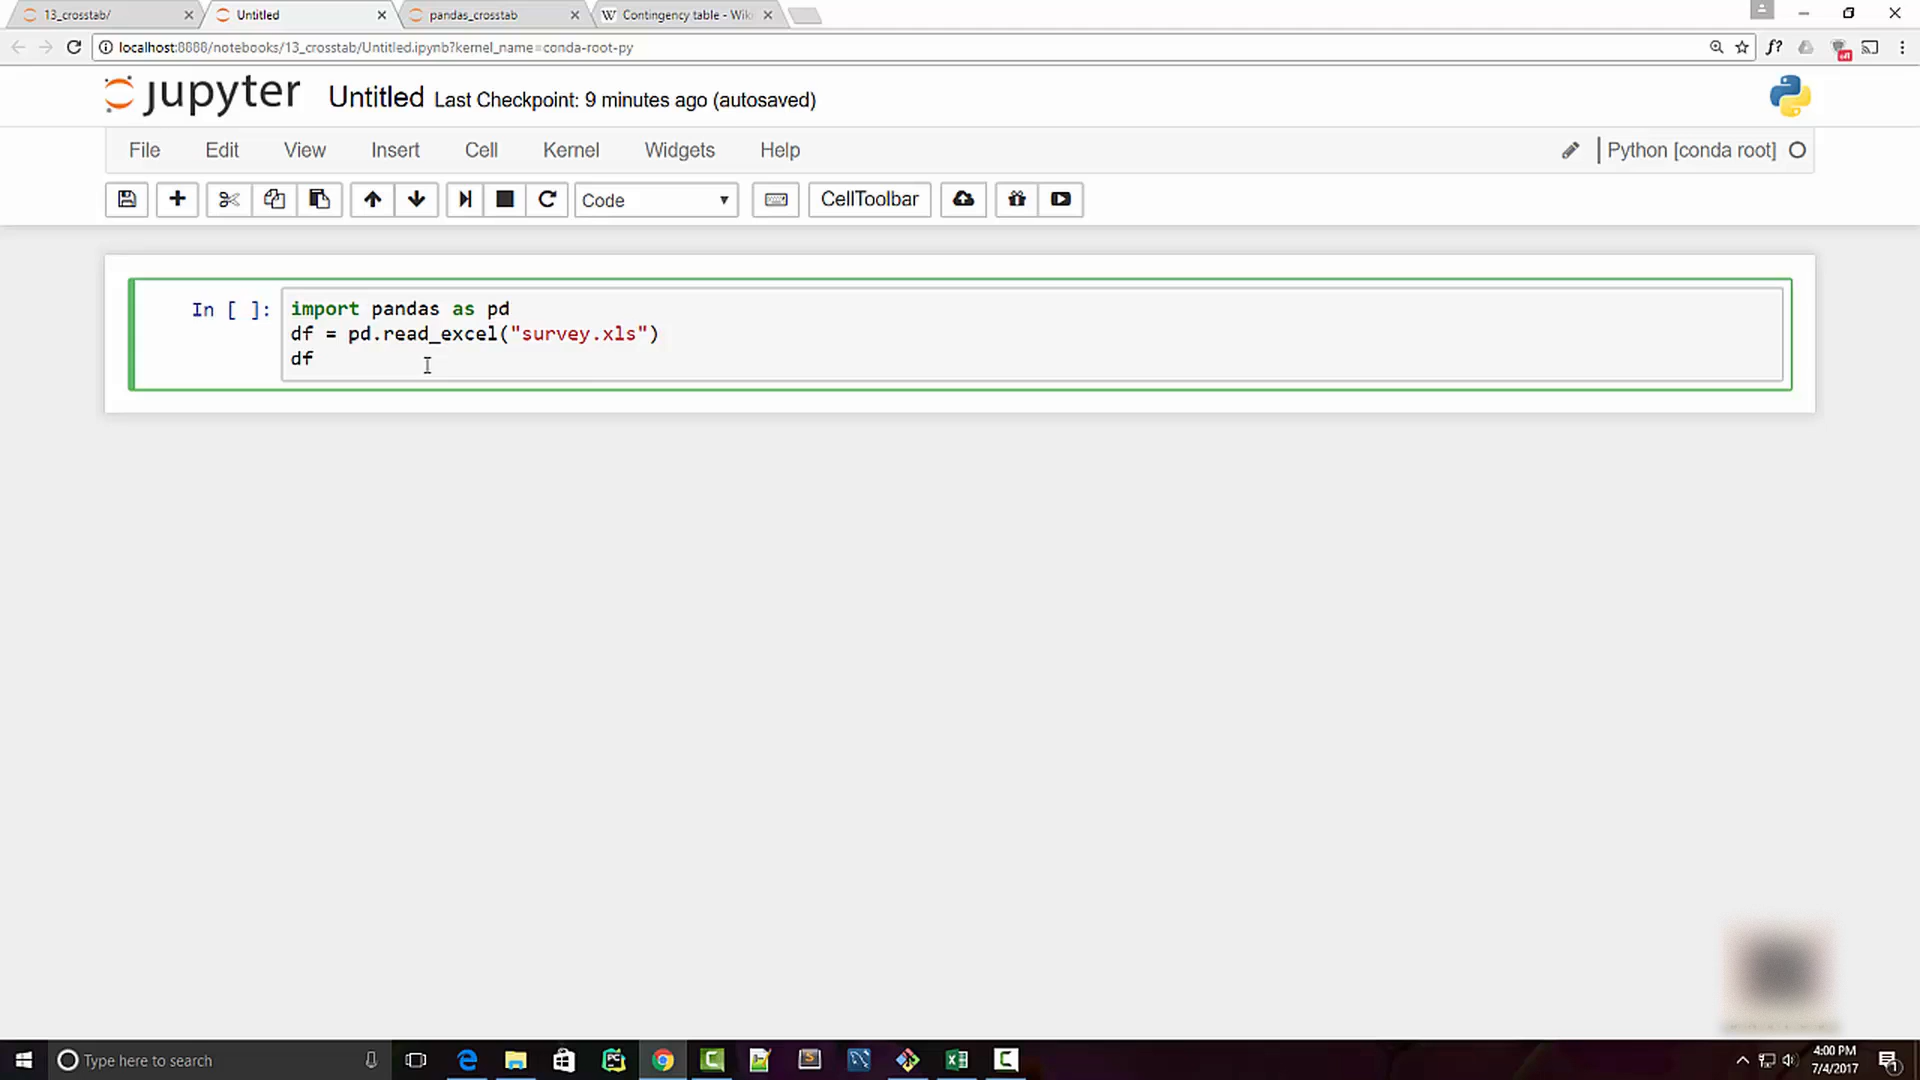 13_crosstab/
Untitled
pandas_crosstab
Contingency table - Wiki
localhost:8888/notebooks/13_crosstab/Untitled.ipynb?kernel_name=conda-root-py
f?
off
jupyter
Untitled Last Checkpoint: 9 minutes ago (autosaved)
File Edit View Insert Cell Kernel Widgets Help
Python [conda root]
Code
CellToolbar
In [ ]:
import pandas as pd
df = pd.read_excel("survey.xls")
df
Type here to search
PC
4:00 PM
7/4/2017
1